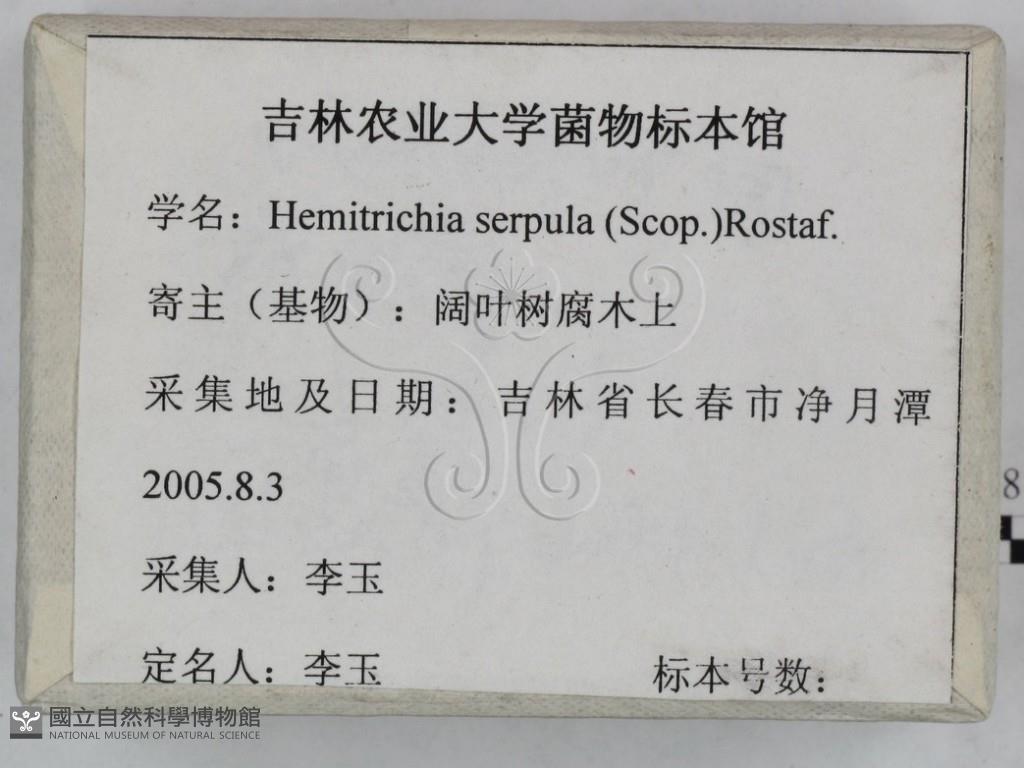 吉林农业大学菌物标本馆
学名：Hemitrichia serpula (Scop.)Rostaf.
寄主（基物）：阔叶树腐木上
采集地及日期：吉林省长春市净月潭
2005.8.3
采集人：李玉
定名人：李玉 标本号数：
8
國立自然科學博物館
NATIONAL MUSEUM OF NATURAL SCIENCE